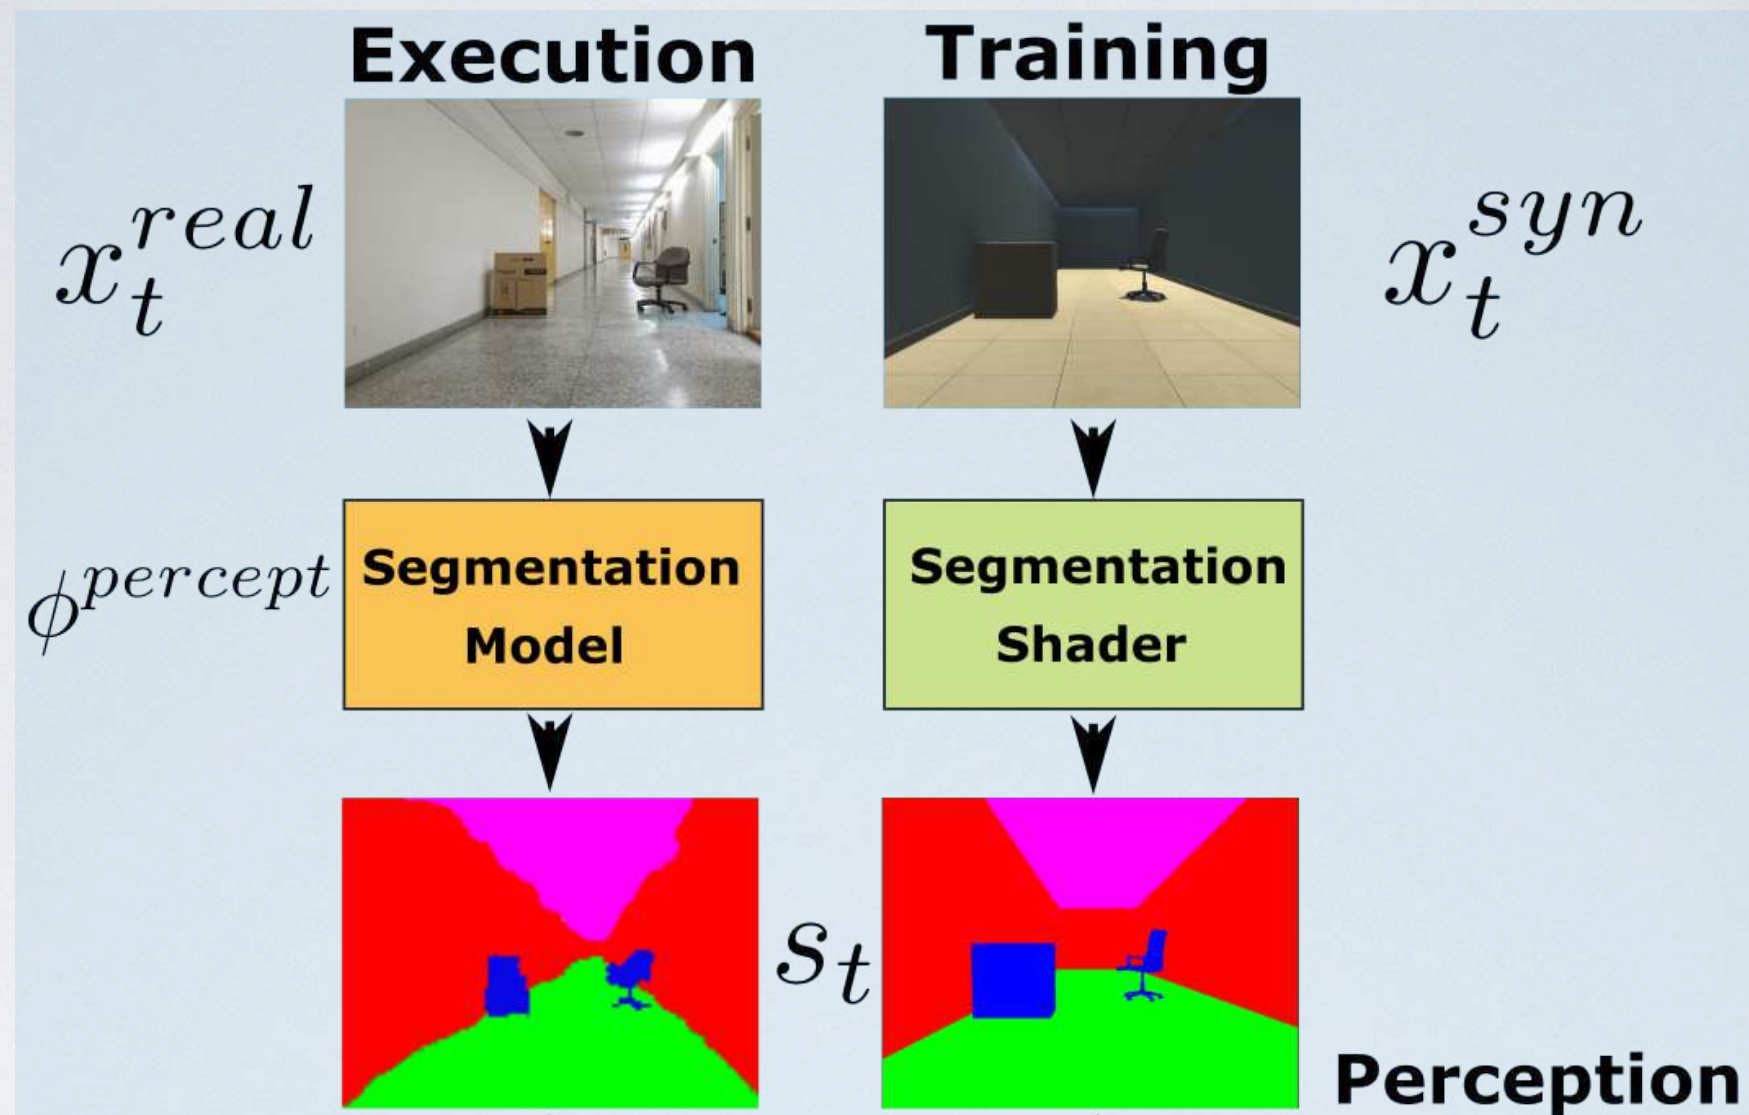 Execution Training
x_t^{real} x_t^{syn}
ϕ^{percept} Segmentation Segmentation
Model Shader
s_t
Perception